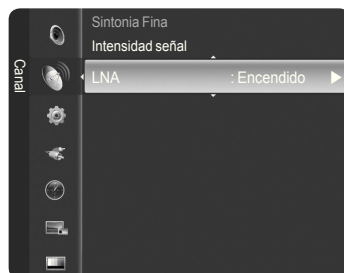 Canal
Sintonia Fina
Intensidad señal
LNA : Encendido